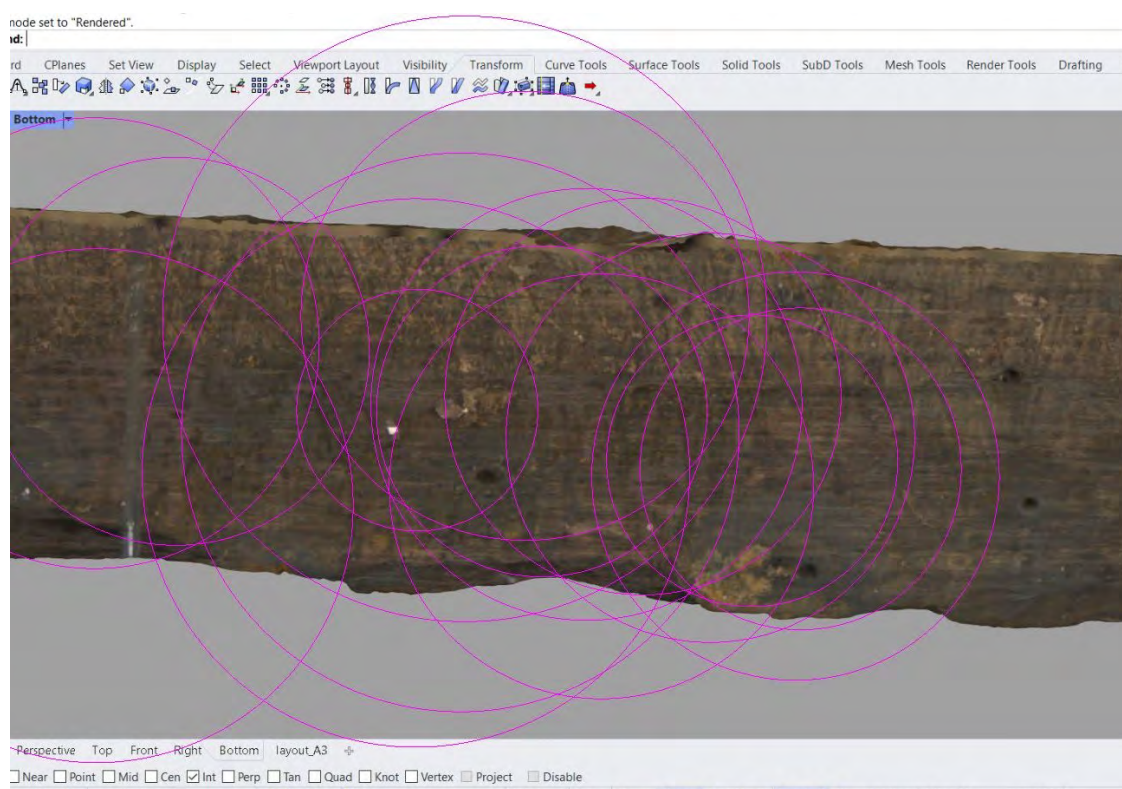 node set to "Rendered".
nd:
rd CPlanes Set View Display Select Viewport Layout Visibility Transform Curve Tools Surface Tools Solid Tools SubD Tools Mesh Tools Render Tools Drafting
Bottom
Perspective Top Front Right Bottom layout_A3
Near Point Mid Cen Int Perp Tan Quad Knot Vertex Project Disable